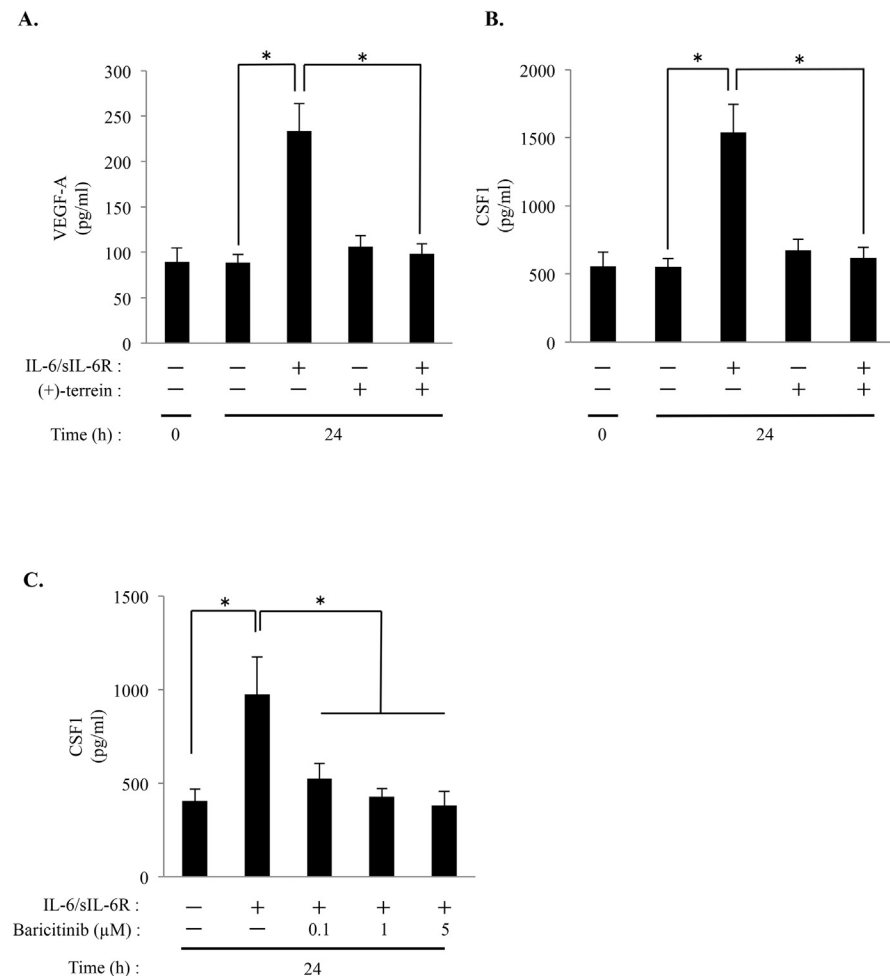 A.
B.
* *
300
250
200
150
100
50
0
VEGF-A
(pg/ml)
* *
2000
1500
1000
500
0
CSF1
(pg/ml)
IL-6/sIL-6R : − − + − +
(+)-terrein : − − − + +
Time (h) : 0 24
− − + − +
− − − + +
0 24
C.
* *
1500
1000
500
0
CSF1
(pg/ml)
IL-6/sIL-6R : − + + + +
Baricitinib (µM) : − − 0.1 1 5
Time (h) : 24